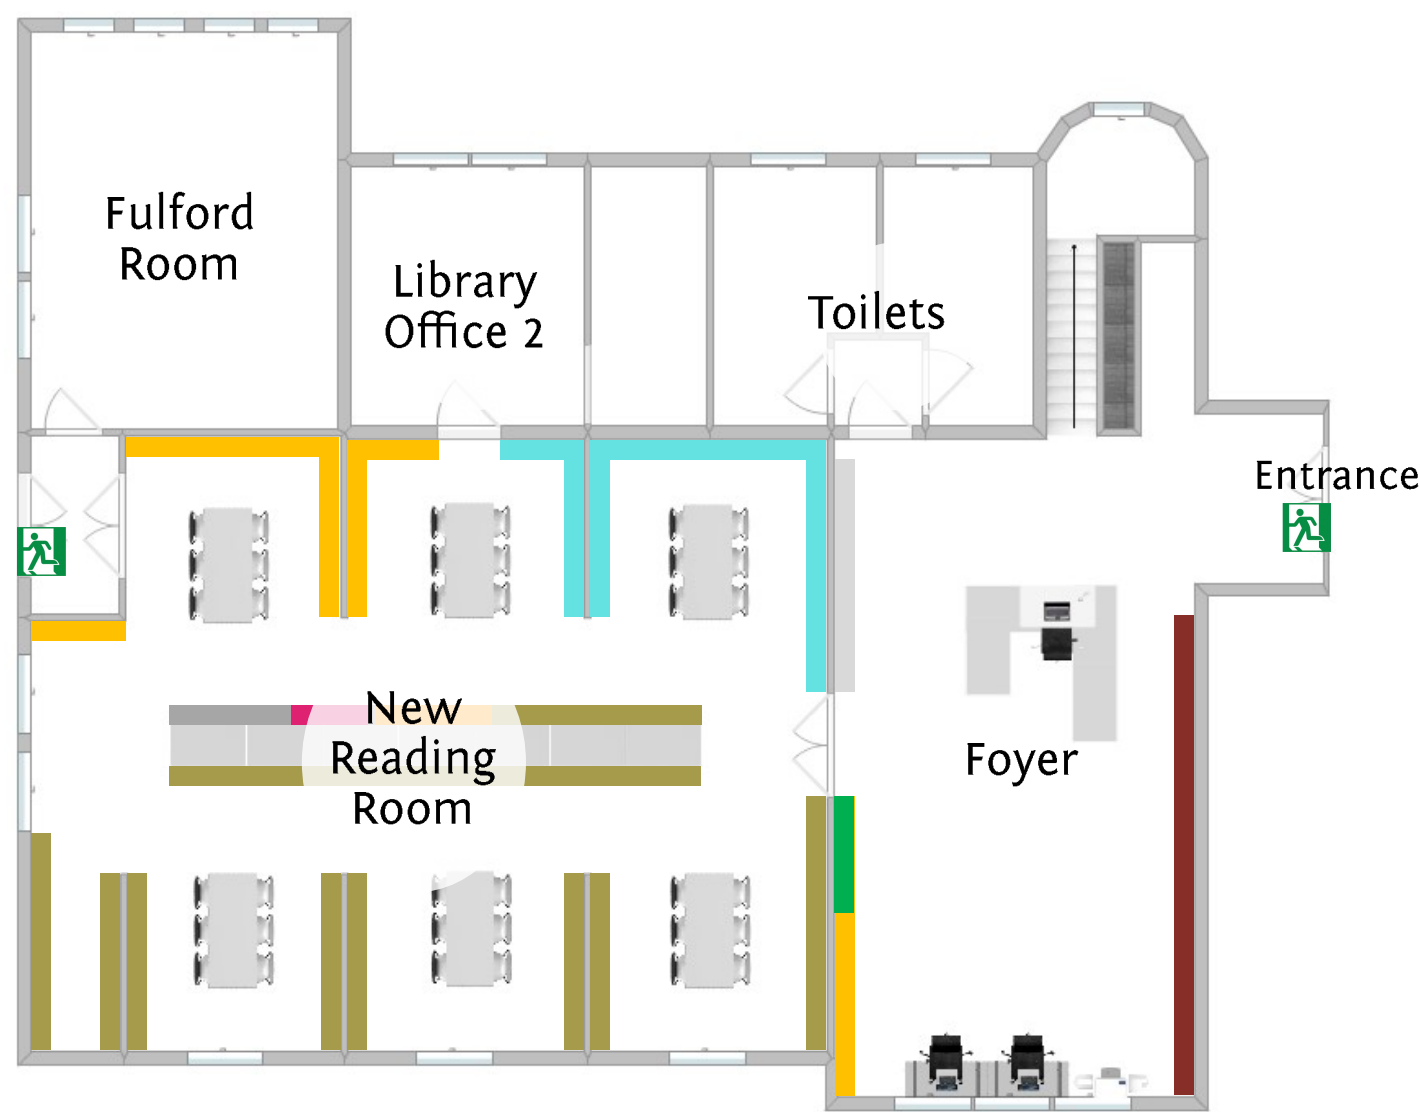 Fulford
Room
Library
Office 2
Toilets
Entrance
New
Reading
Room
Foyer